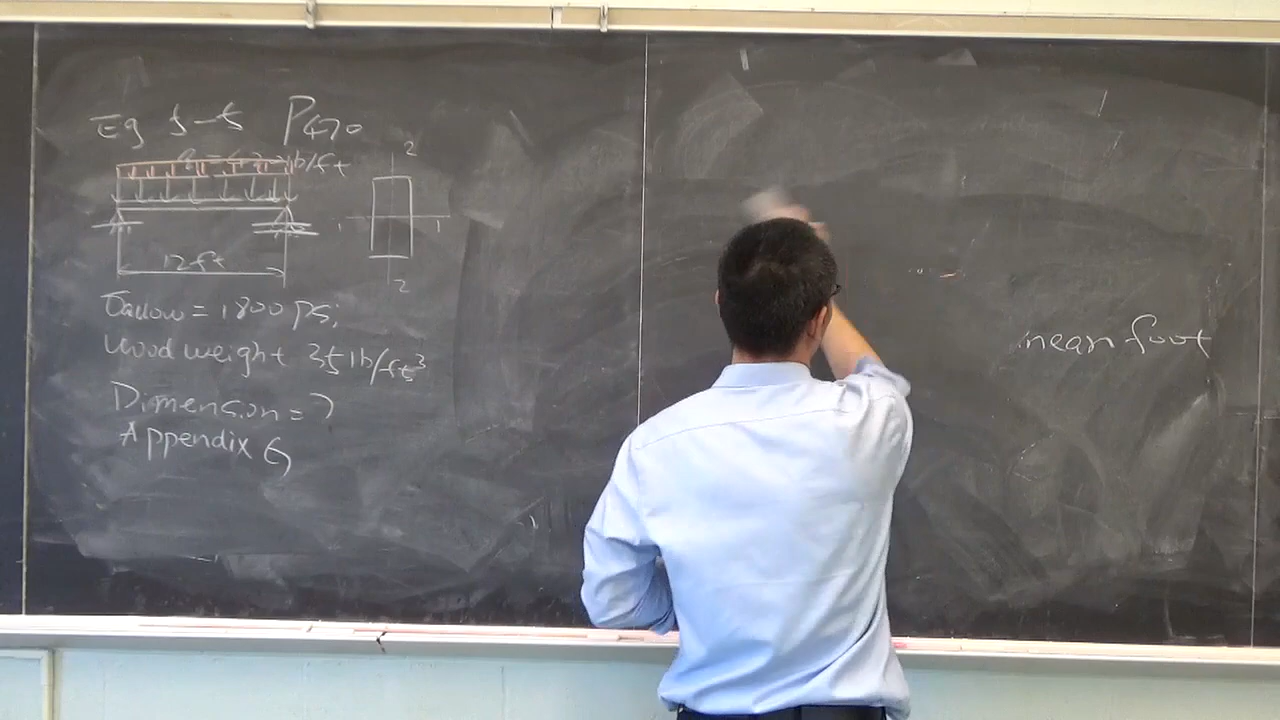 Eg 5-5 P470
lb/ft
2
1 1
12 ft
2
σallow = 1800 psi
Wood weight 35 lb/ft³
Dimension = ?
Appendix G
mean foot